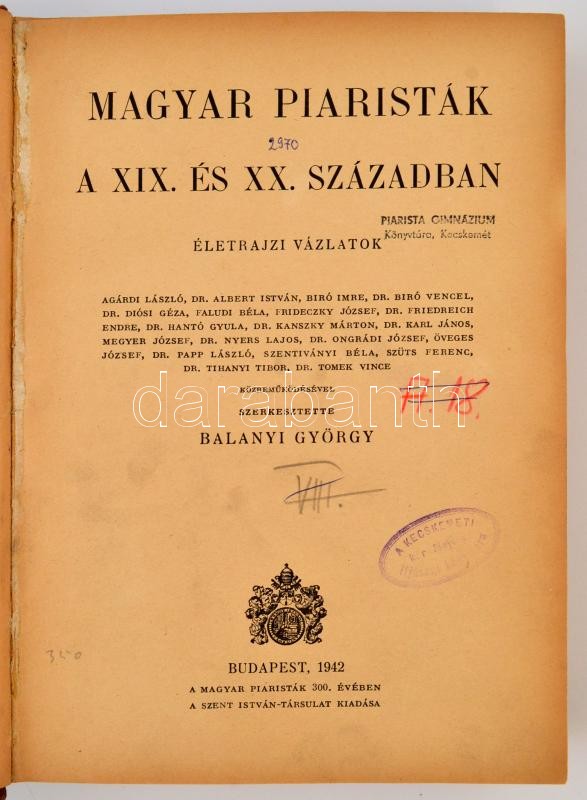 MAGYAR PIARISTÁK
2970
A XIX. ÉS XX. SZÁZADBAN
PIARISTA GIMNÁZIUM
Könyvtára, Kecskemét
ÉLETRAJZI VÁZLATOK
AGÁRDI LÁSZLÓ, DR. ALBERT ISTVÁN, BIRÓ IMRE, DR. BIRÓ VENCEL,
DR. DIÓSI GÉZA, FALUDI BÉLA, FRIDECZKY JÓZSEF, DR. FRIEDREICH
ENDRE, DR. HANTÓ GYULA, DR. KANSZKY MÁRTON, DR. KARL JÁNOS,
MEGYER JÓZSEF, DR. NYERS LAJOS, DR. ONGRÁDI JÓZSEF, ÖVEGES
JÓZSEF, DR. PAPP LÁSZLÓ, SZENTIVÁNYI BÉLA, SZÜTS FERENC,
DR. TIHANYI TIBOR, DR. TOMEK VINCE
KÖZREMŰKÖDÉSÉVEL
A. 18.
darabanth
SZERKESZTETTE
BALANYI GYÖRGY
VIII.
A KECSKEMÉTI
350
BUDAPEST, 1942
A MAGYAR PIARISTÁK 300. ÉVÉBEN
A SZENT ISTVÁN-TÁRSULAT KIADÁSA